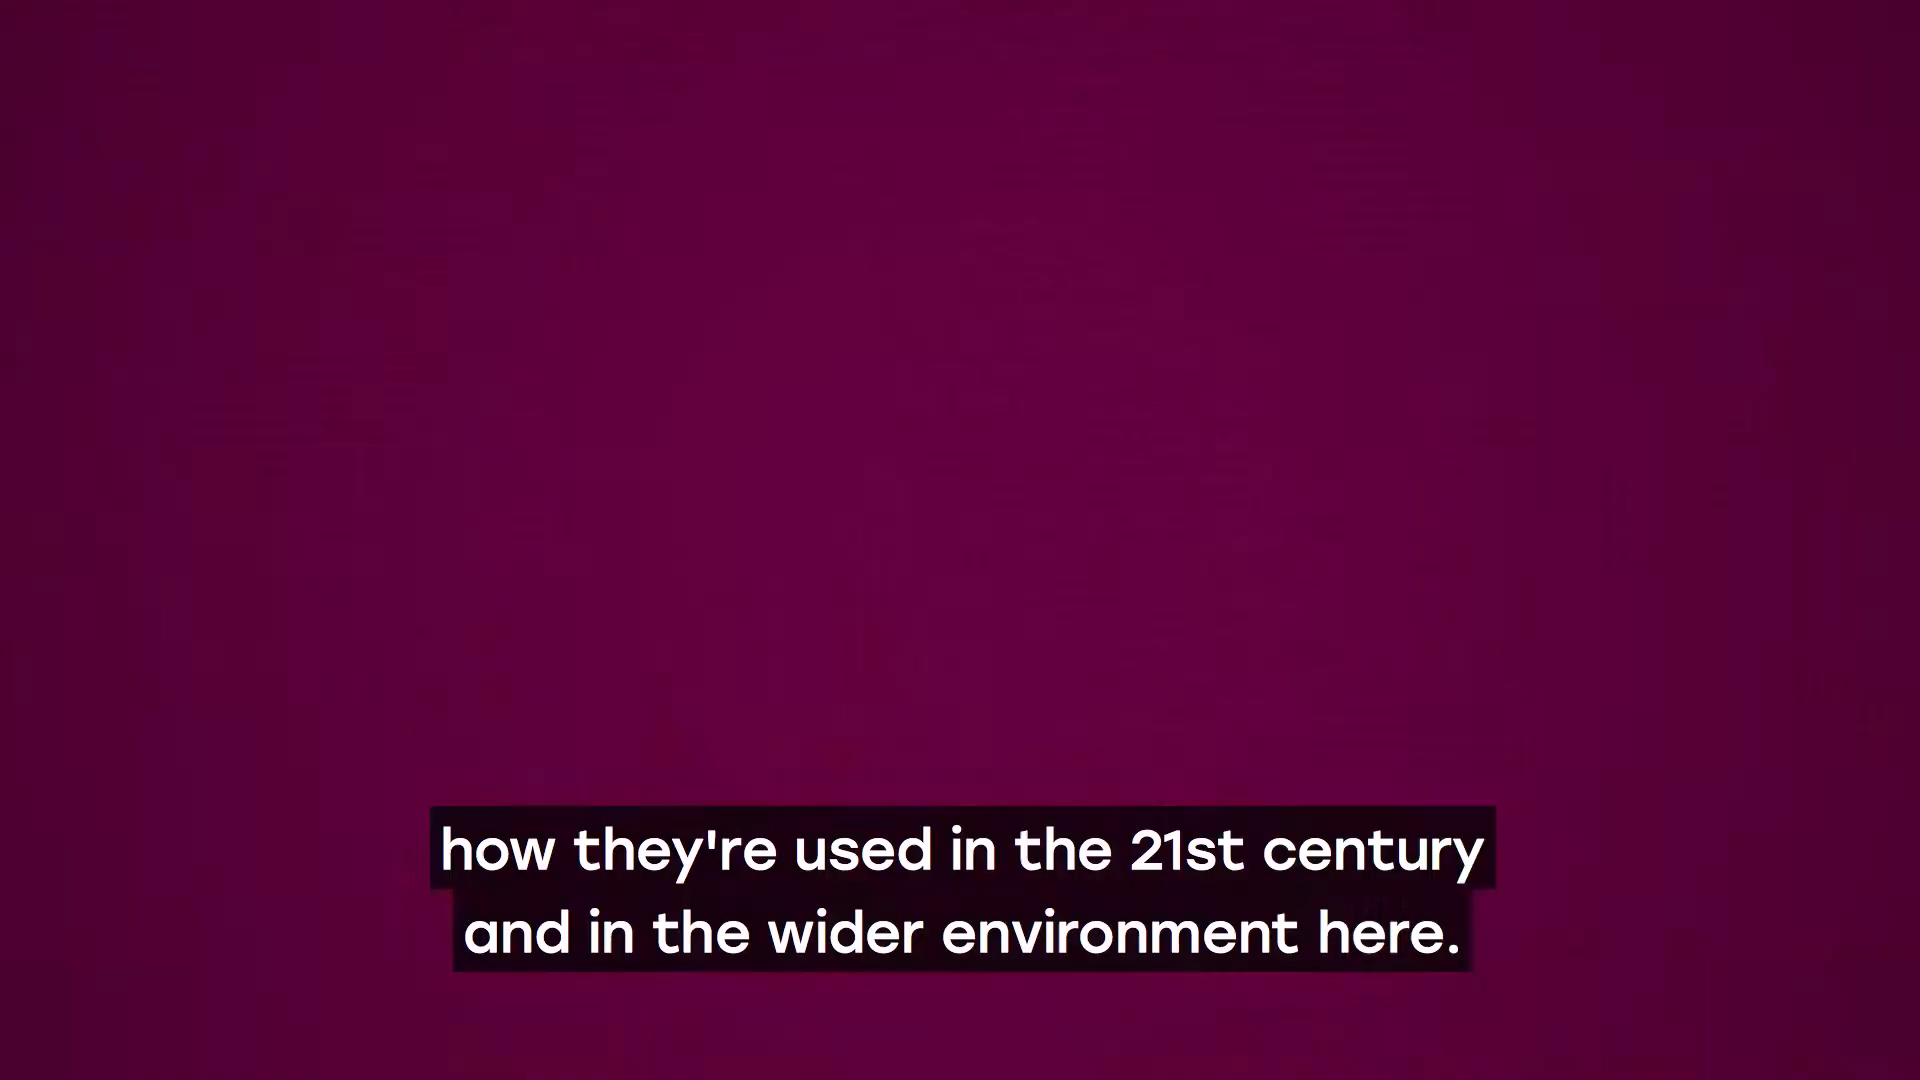 how they're used in the 21st century
and in the wider environment here.